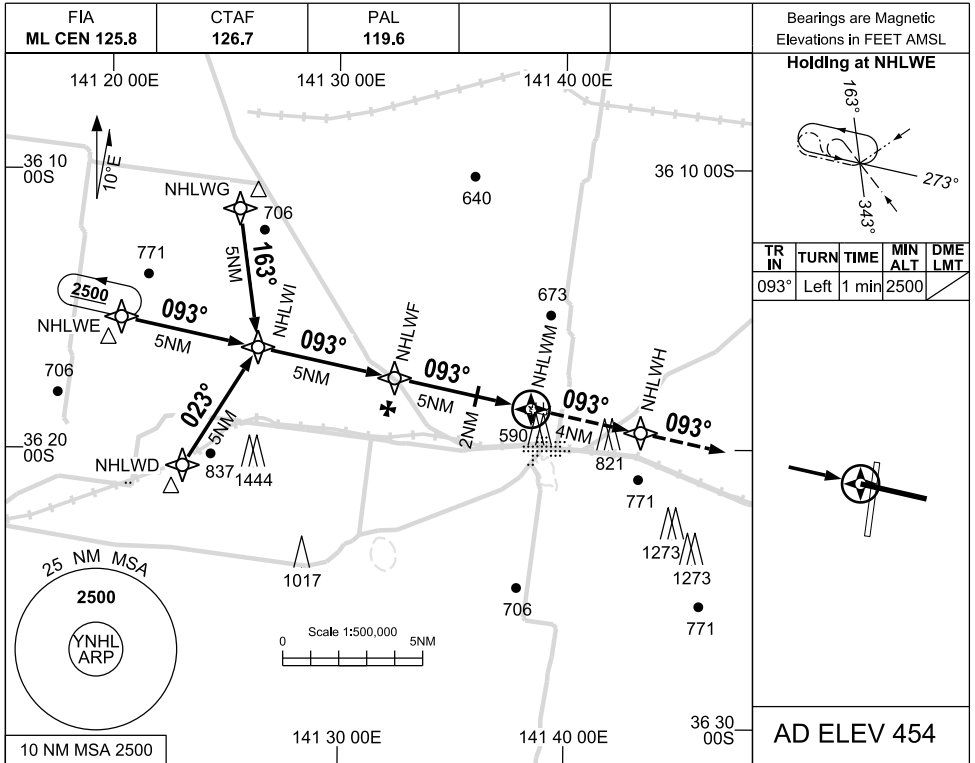 FIA
ML CEN 125.8
CTAF
126.7
PAL
119.6
Bearings are Magnetic
Elevations in FEET AMSL
141 20 00E
141 30 00E
141 40 00E
Holding at NHLWE
163°
273°
343°
36 10
00S
36 10 00S
10°E
NHLWG
706
640
5NM
163°
771
2500
NHLWE
093°
5NM
NHLWI
093°
5NM
NHLWF
673
093°
5NM
2NM
NHLWM
093°
4NM
NHLWH
093°
TR
IN
TURN
TIME
MIN
ALT
DME
LMT
093°
Left
1 min
2500
706
023°
5NM
590
821
36 20
00S
NHLWD
837
1444
771
1273
1273
1017
706
771
25 NM MSA
2500
YNHL
ARP
Scale 1:500,000
0
5NM
36 30
00S
141 30 00E
141 40 00E
10 NM MSA 2500
AD ELEV 454